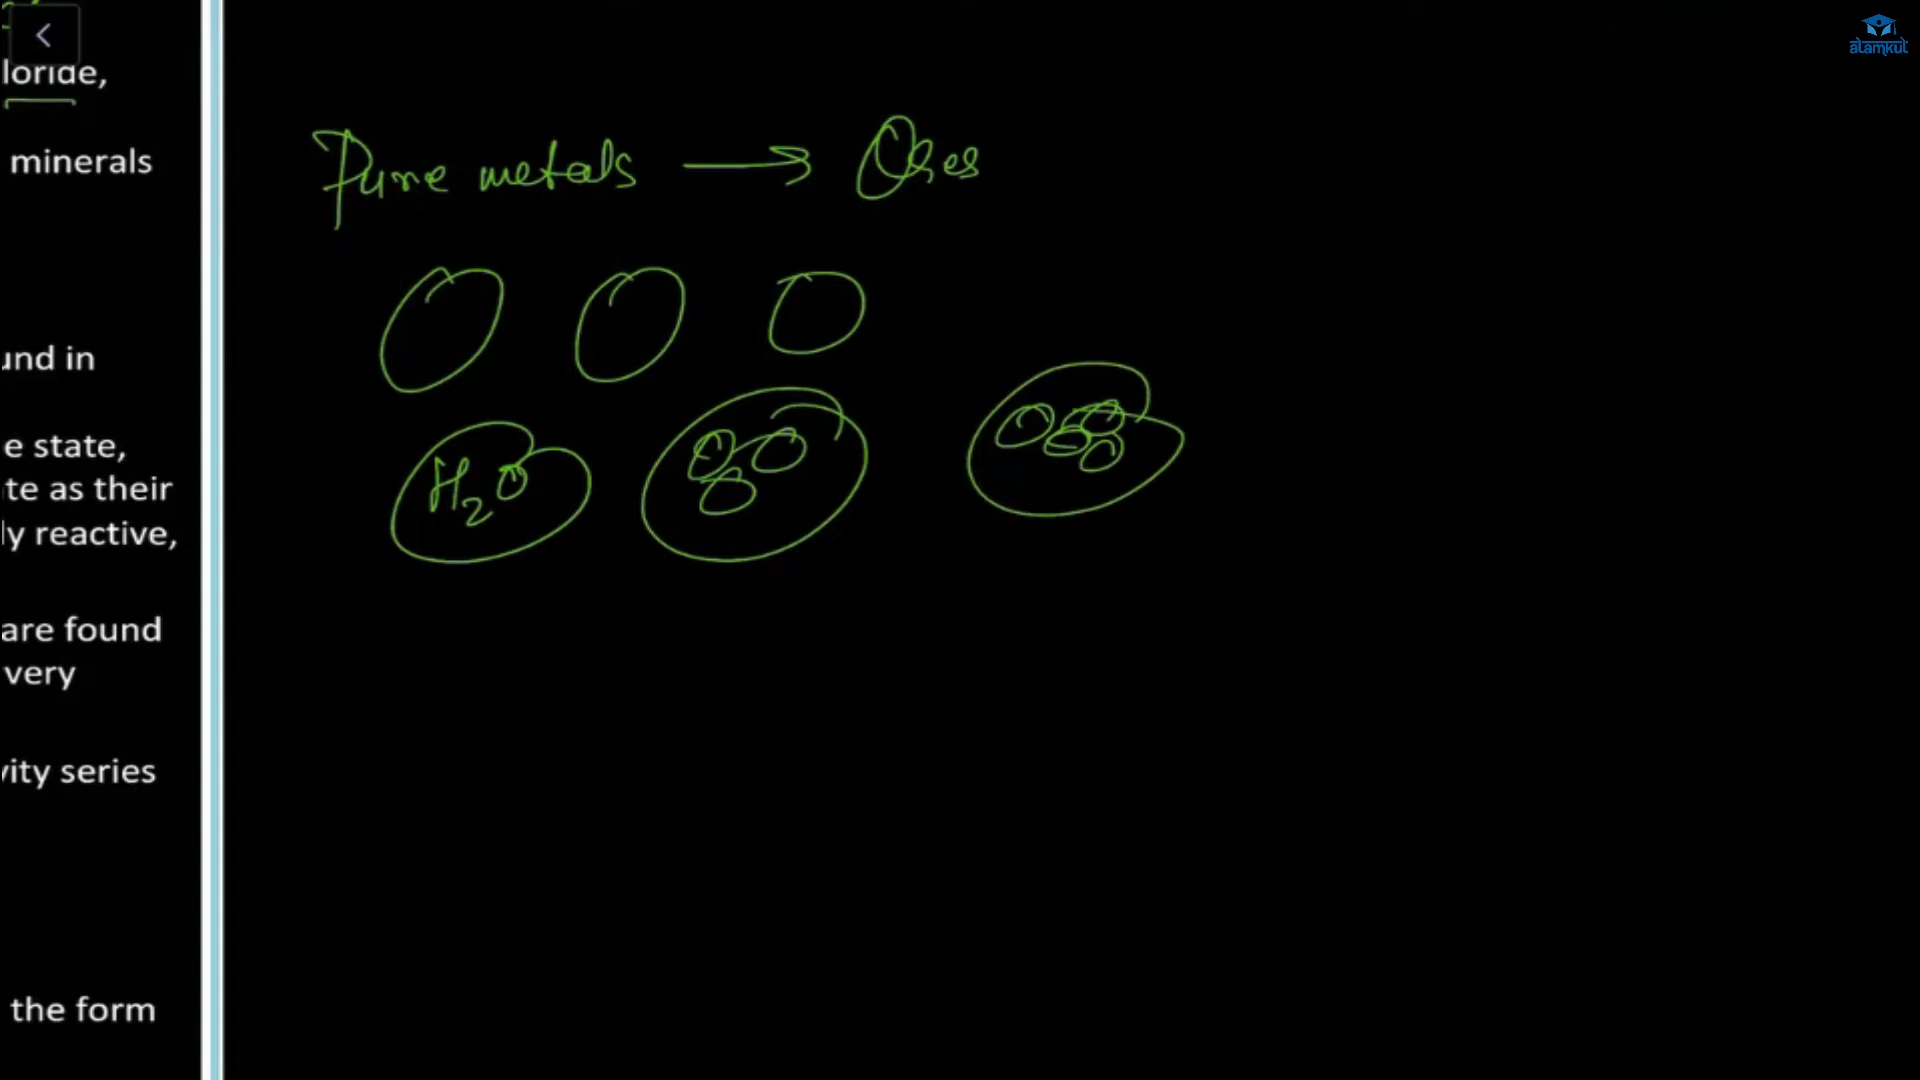 loride,
minerals
und in
e state,
te as their
ly reactive,
are found
very
vity series
the form
Pure metals → Ores
H₂O
alamkul